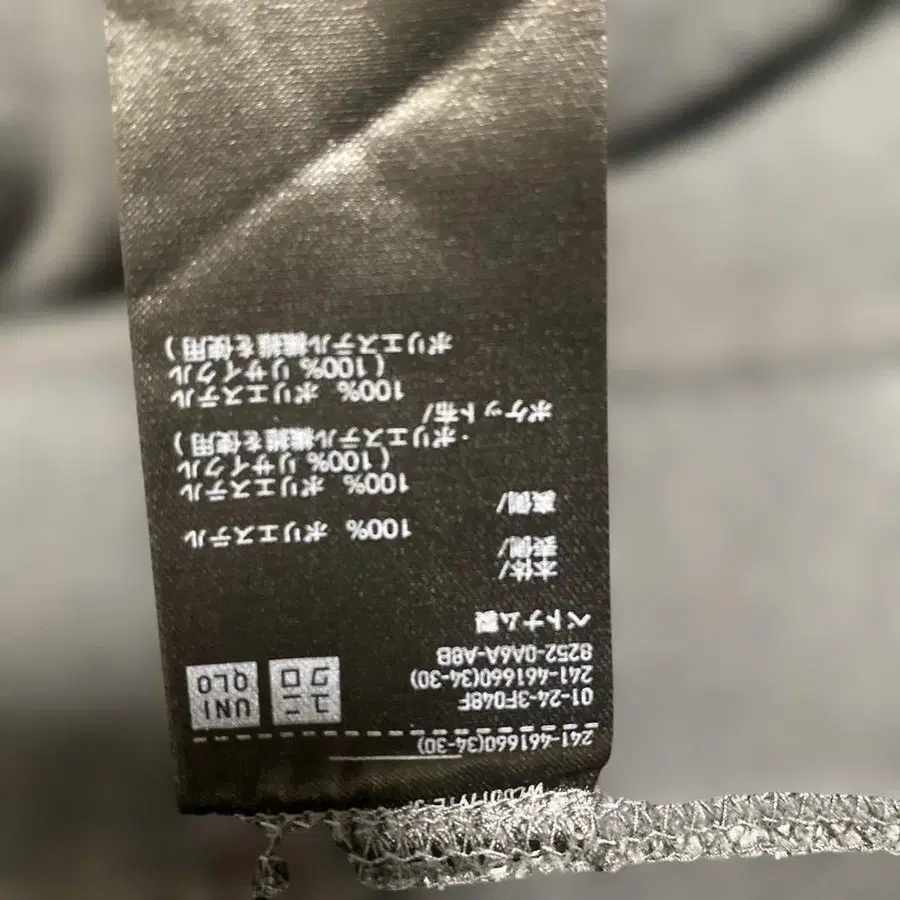 241-461660(34-30)
01-24-3F048F
241-461660(34-30)
8252-0A6A-A8B
ユニ
クロ
UNI
QLO
ベトナム製
本体/
表側/
100% ポリエステル
裏側/
100% ポリエステル
(100% リサイクル
・ポリエステル繊維を使用)
ポケット布/
100% ポリエステル
(100% リサイクル
ポリエステル繊維を使用)